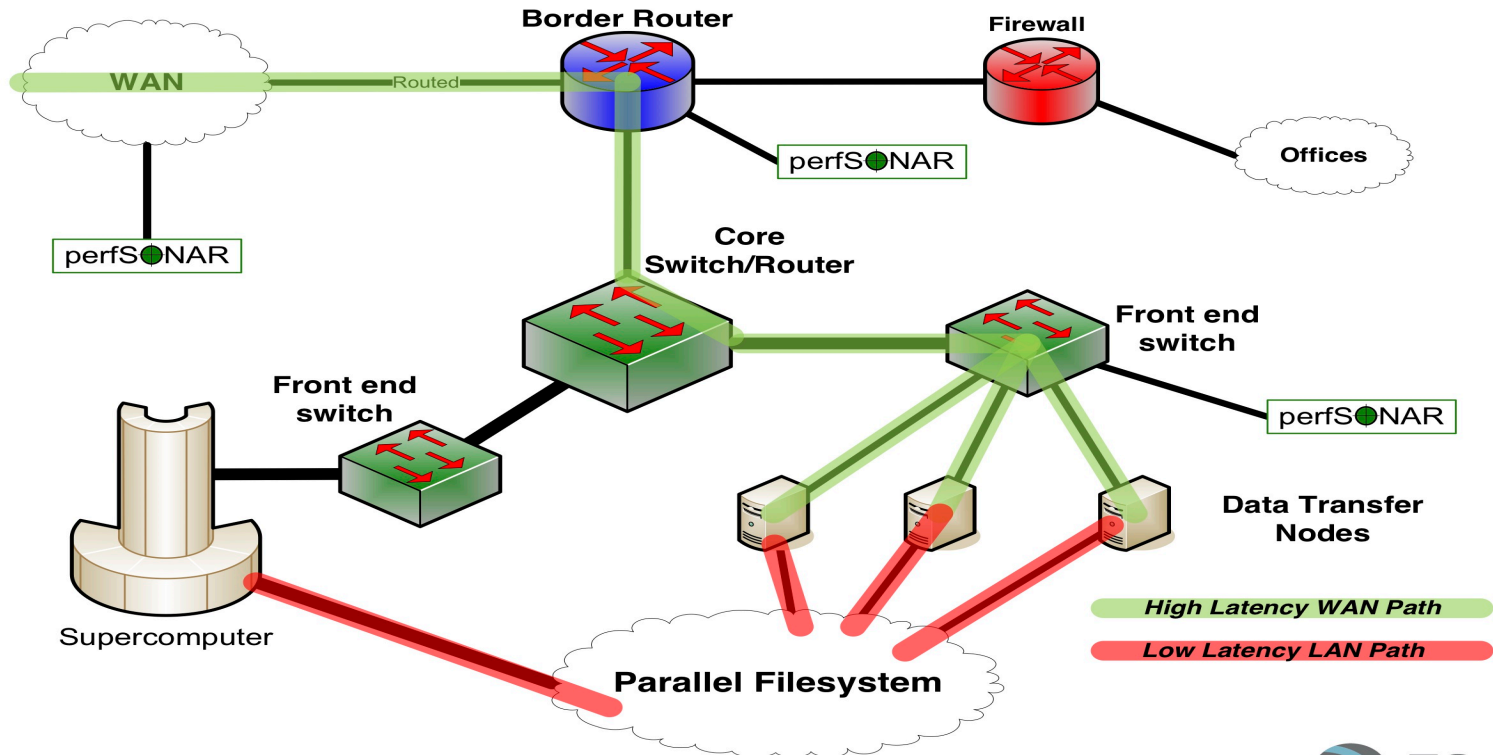 Border Router
Firewall
WAN
Routed
perfSONAR
Offices
perfSONAR
Core
Switch/Router
Front end
switch
Front end
switch
perfSONAR
Data Transfer
Nodes
High Latency WAN Path
Supercomputer
Low Latency LAN Path
Parallel Filesystem